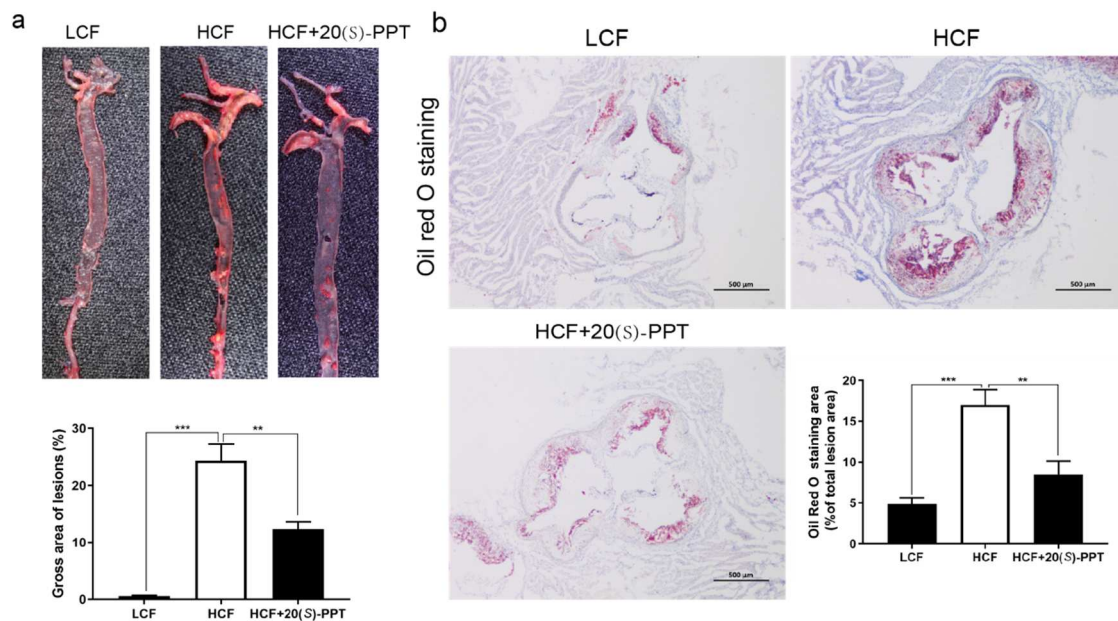 a
LCF
HCF
HCF+20(S)-PPT
Gross area of lesions (%)
30
20
10
0
***
**
LCF
HCF
HCF+20(S)-PPT
b
LCF
HCF
Oil red O staining
500 µm
500 µm
HCF+20(S)-PPT
500 µm
Oil Red O staining area
(% of total lesion area)
20
15
10
5
0
***
**
LCF
HCF
HCF+20(S)-PPT